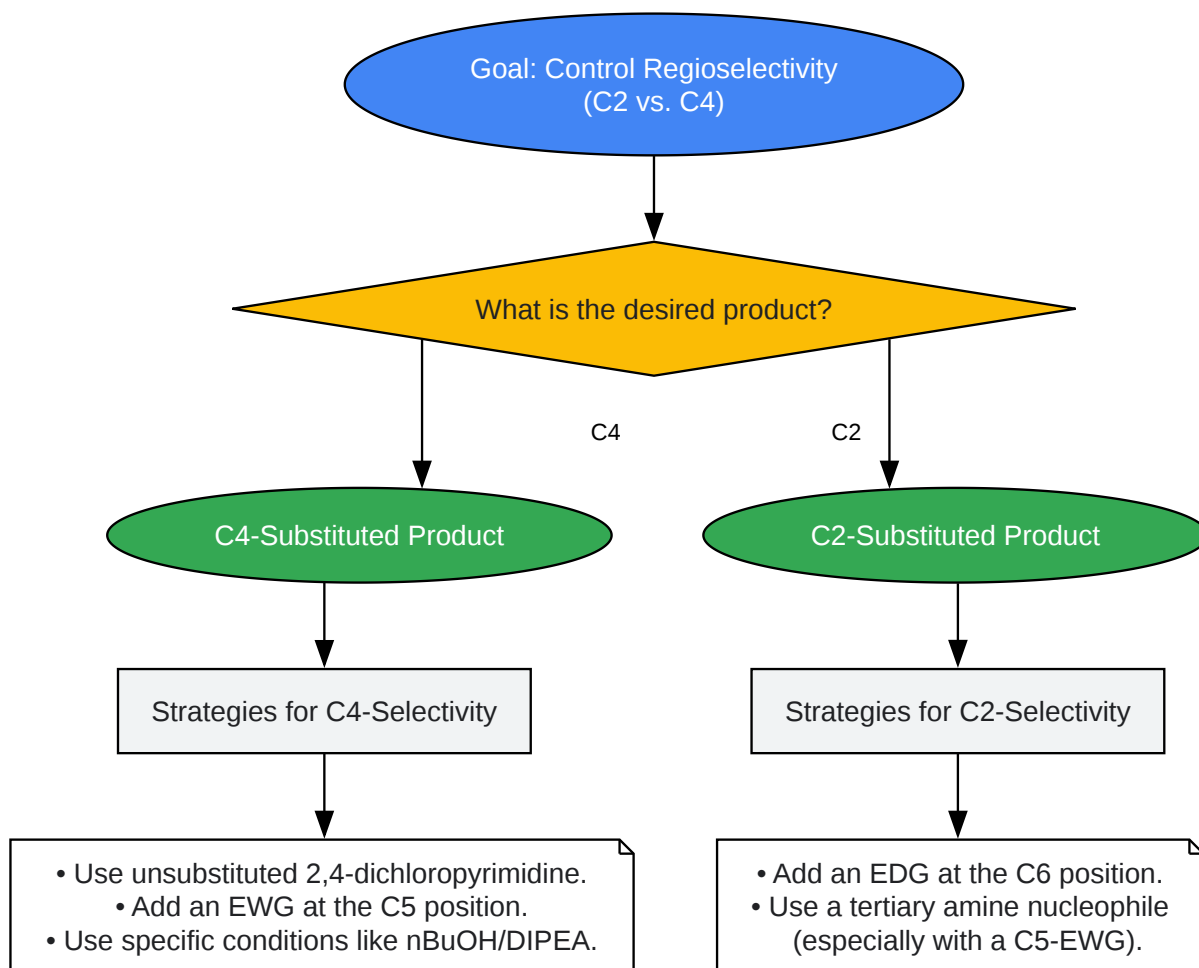 Goal: Control Regioselectivity
(C2 vs. C4)
What is the desired product?
C4
C2
C4-Substituted Product
C2-Substituted Product
Strategies for C4-Selectivity
Strategies for C2-Selectivity
• Use unsubstituted 2,4-dichloropyrimidine.
• Add an EWG at the C5 position.
• Use specific conditions like nBuOH/DIPEA.
• Add an EDG at the C6 position.
• Use a tertiary amine nucleophile
(especially with a C5-EWG).